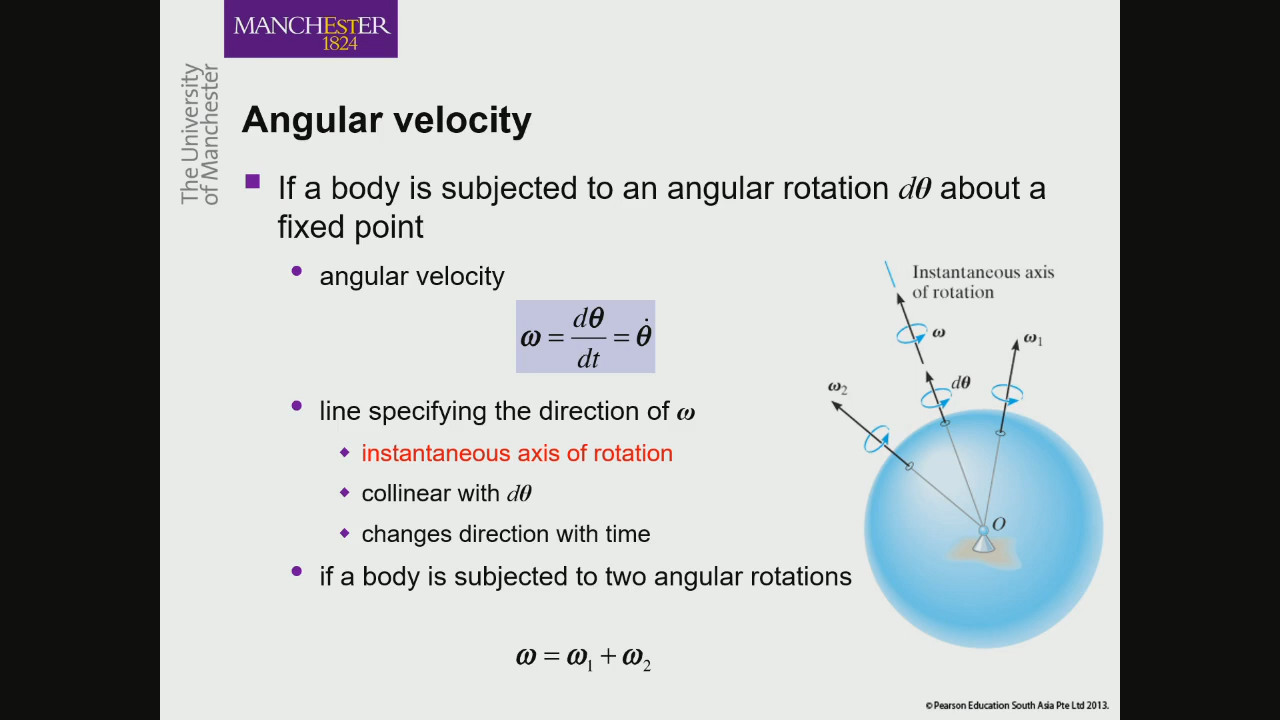 MANCHESTER
1824
The University
of Manchester
Angular velocity
If a body is subjected to an angular rotation dθ about a
fixed point
angular velocity
ω = dθ/dt = θ̇
line specifying the direction of ω
instantaneous axis of rotation
collinear with dθ
changes direction with time
if a body is subjected to two angular rotations
ω = ω₁ + ω₂
Instantaneous axis
of rotation
ω
ω₁
dθ
ω₂
O
© Pearson Education South Asia Pte Ltd 2013.